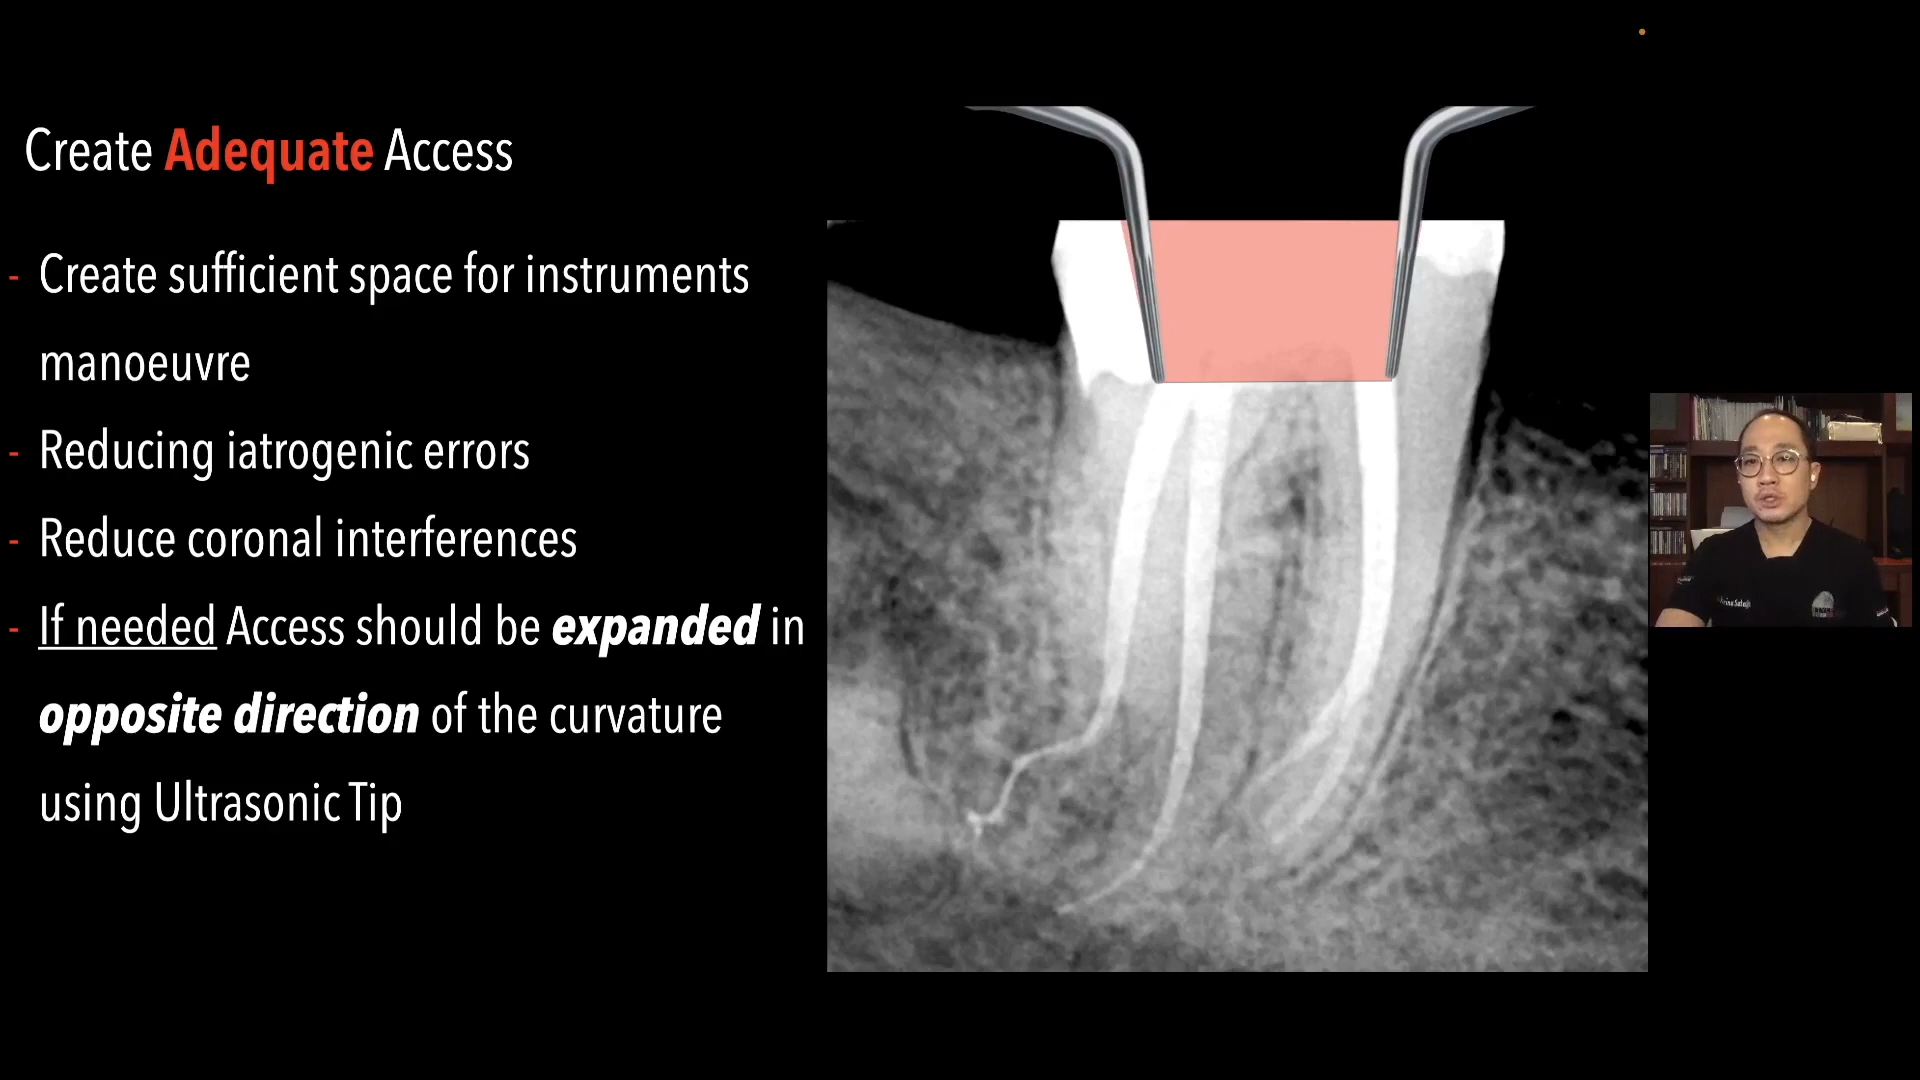 Create Adequate Access
- Create sufficient space for instruments
manoeuvre
- Reducing iatrogenic errors
- Reduce coronal interferences
- If needed Access should be expanded in
opposite direction of the curvature
using Ultrasonic Tip